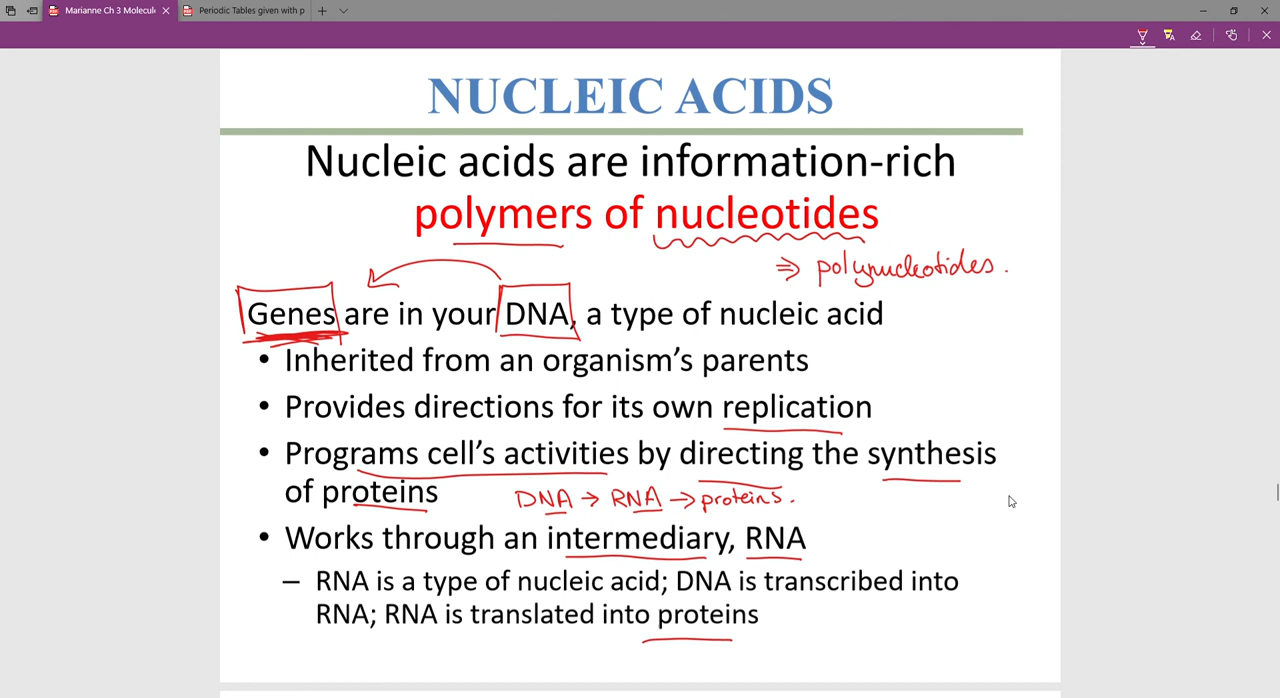 Marianne Ch 3 Molecul
Periodic Tables given with p
NUCLEIC ACIDS
Nucleic acids are information-rich
polymers of nucleotides
⇒ polynucleotides.
Genes are in your DNA, a type of nucleic acid
• Inherited from an organism’s parents
• Provides directions for its own replication
• Programs cell’s activities by directing the synthesis
of proteins DNA → RNA → proteins.
• Works through an intermediary, RNA
– RNA is a type of nucleic acid; DNA is transcribed into
RNA; RNA is translated into proteins